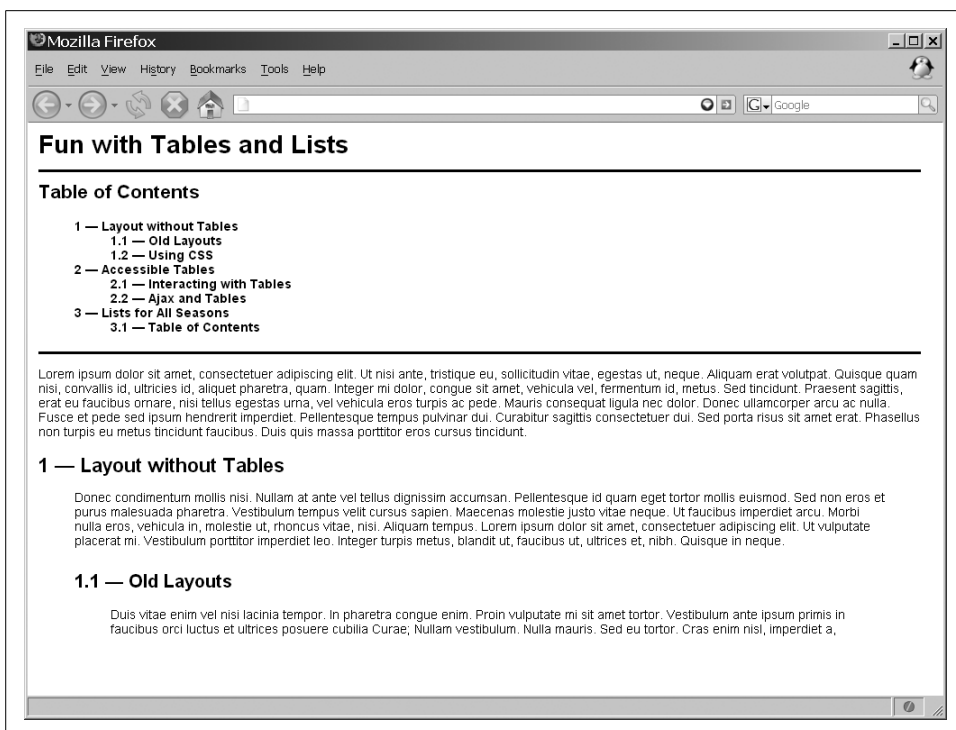 Mozilla Firefox
File Edit View History Bookmarks Tools Help
G Google
Fun with Tables and Lists
Table of Contents
1 — Layout without Tables
1.1 — Old Layouts
1.2 — Using CSS
2 — Accessible Tables
2.1 — Interacting with Tables
2.2 — Ajax and Tables
3 — Lists for All Seasons
3.1 — Table of Contents
Lorem ipsum dolor sit amet, consectetuer adipiscing elit. Ut nisi ante, tristique eu, sollicitudin vitae, egestas ut, neque. Aliquam erat volutpat. Quisque quam
nisi, convallis id, ultricies id, aliquet pharetra, quam. Integer mi dolor, congue sit amet, vehicula vel, fermentum id, metus. Sed tincidunt. Praesent sagittis,
erat eu faucibus ornare, nisi tellus egestas urna, vel vehicula eros turpis ac pede. Mauris consequat ligula nec dolor. Donec ullamcorper arcu ac nulla.
Fusce et pede sed ipsum hendrerit imperdiet. Pellentesque tempus pulvinar dui. Curabitur sagittis consectetuer dui. Sed porta risus sit amet erat. Phasellus
non turpis eu metus tincidunt faucibus. Duis quis massa porttitor eros cursus tincidunt.
1 — Layout without Tables
Donec condimentum mollis nisi. Nullam at ante vel tellus dignissim accumsan. Pellentesque id quam eget tortor mollis euismod. Sed non eros et
purus malesuada pharetra. Vestibulum tempus velit cursus sapien. Maecenas molestie justo vitae neque. Ut faucibus imperdiet arcu. Morbi
nulla eros, vehicula in, molestie ut, rhoncus vitae, nisi. Aliquam tempus. Lorem ipsum dolor sit amet, consectetuer adipiscing elit. Ut vulputate
placerat mi. Vestibulum porttitor imperdiet leo. Integer turpis metus, blandit ut, faucibus ut, ultrices et, nibh. Quisque in neque.
1.1 — Old Layouts
Duis vitae enim vel nisi lacinia tempor. In pharetra congue enim. Proin vulputate mi sit amet tortor. Vestibulum ante ipsum primis in
faucibus orci luctus et ultrices posuere cubilia Curae; Nullam vestibulum. Nulla mauris. Sed eu tortor. Cras enim nisl, imperdiet a,